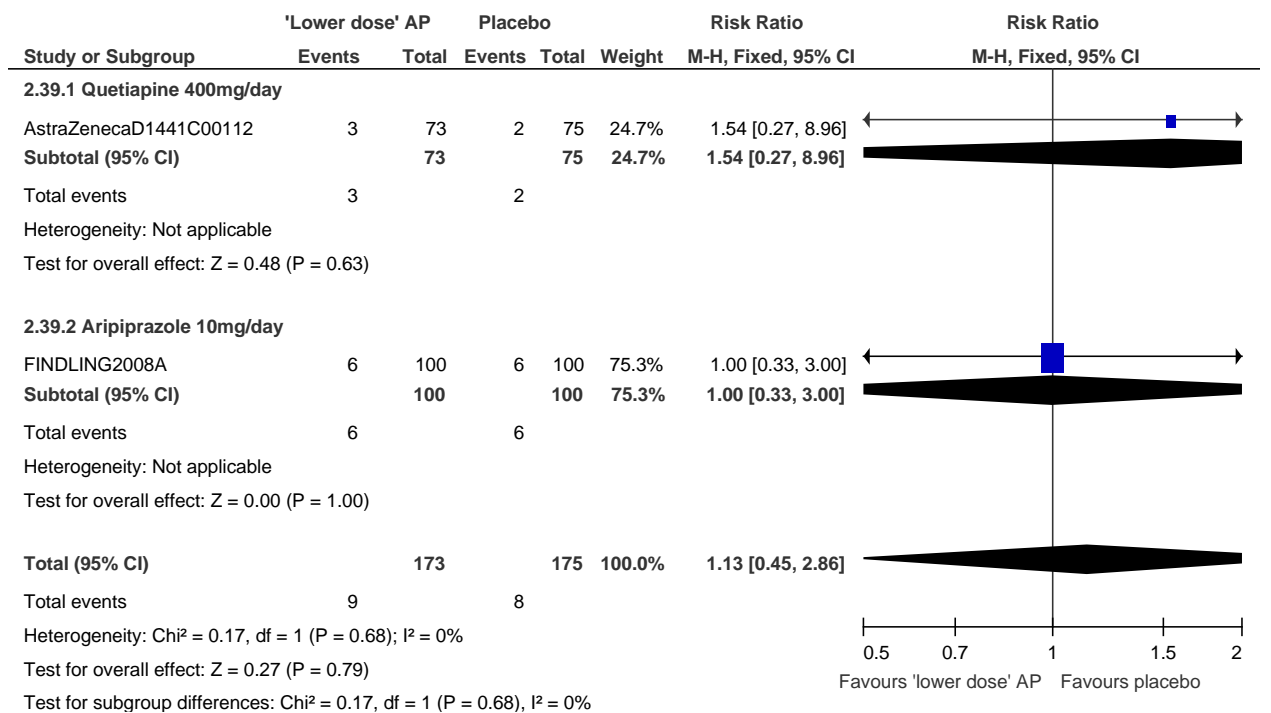 'Lower dose' AP Placebo Risk Ratio Risk Ratio
Study or Subgroup Events Total Events Total Weight M-H, Fixed, 95% CI M-H, Fixed, 95% CI
2.39.1 Quetiapine 400mg/day
AstraZenecaD1441C00112 3 73 2 75 24.7% 1.54 [0.27, 8.96]
Subtotal (95% CI) 73 75 24.7% 1.54 [0.27, 8.96]
Total events 3 2
Heterogeneity: Not applicable
Test for overall effect: Z = 0.48 (P = 0.63)
2.39.2 Aripiprazole 10mg/day
FINDLING2008A 6 100 6 100 75.3% 1.00 [0.33, 3.00]
Subtotal (95% CI) 100 100 75.3% 1.00 [0.33, 3.00]
Total events 6 6
Heterogeneity: Not applicable
Test for overall effect: Z = 0.00 (P = 1.00)
Total (95% CI) 173 175 100.0% 1.13 [0.45, 2.86]
Total events 9 8
Heterogeneity: Chi² = 0.17, df = 1 (P = 0.68); I² = 0%
Test for overall effect: Z = 0.27 (P = 0.79)
Test for subgroup differences: Chi² = 0.17, df = 1 (P = 0.68), I² = 0%
0.5 0.7 1 1.5 2
Favours 'lower dose' AP Favours placebo